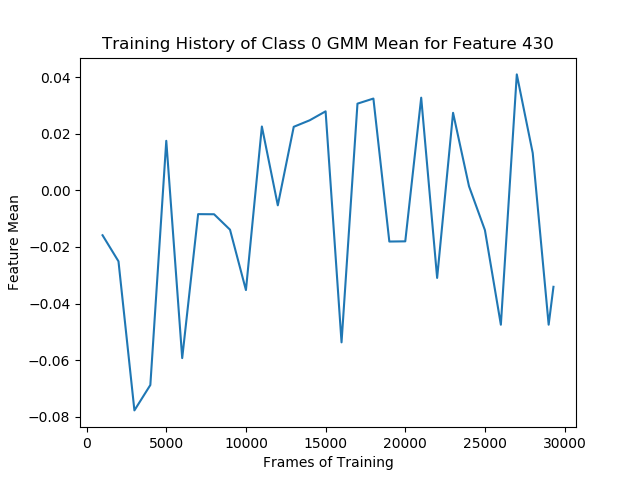 Training History of Class 0 GMM Mean for Feature 430
0.04
0.02
0.00
−0.02
−0.04
−0.06
−0.08
Feature Mean
0 5000 10000 15000 20000 25000 30000
Frames of Training